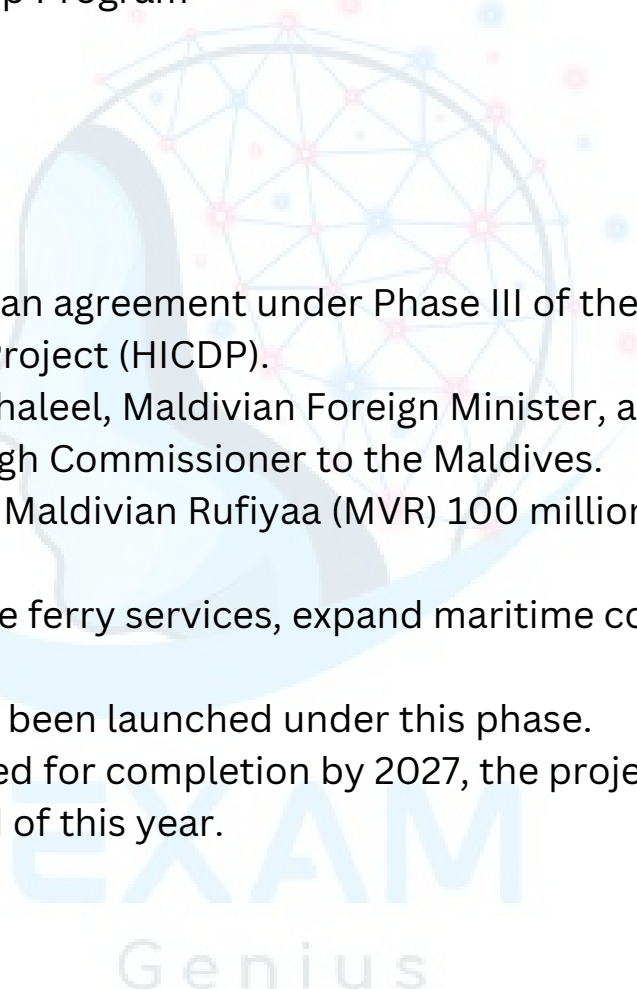 p Program
an agreement under Phase III of the
Project (HICDP).
haleel, Maldivian Foreign Minister, a
gh Commissioner to the Maldives.
Maldivian Rufiyaa (MVR) 100 million
e ferry services, expand maritime co
been launched under this phase.
ed for completion by 2027, the proje
of this year.
EXAM
Genius